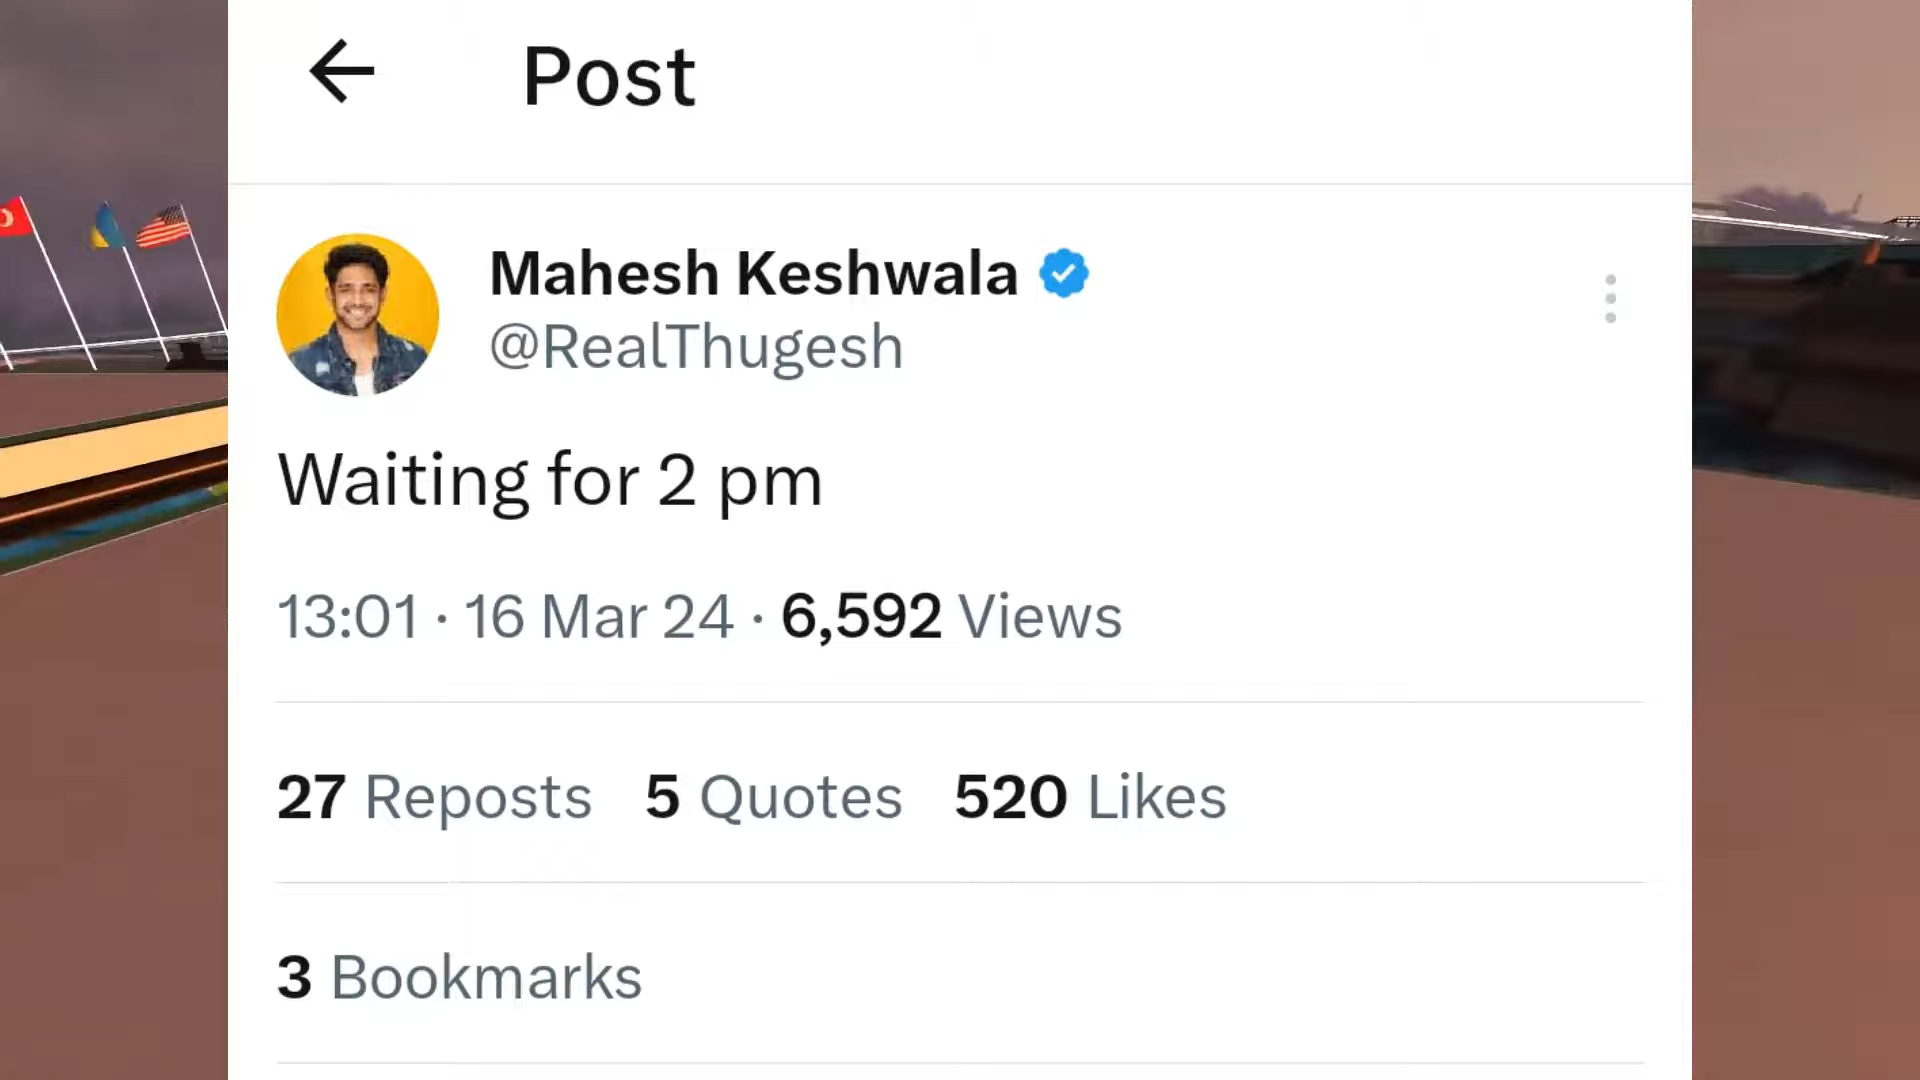 Post
Mahesh Keshwala
@RealThugesh
Waiting for 2 pm
13:01 · 16 Mar 24 · 6,592 Views
27 Reposts 5 Quotes 520 Likes
3 Bookmarks